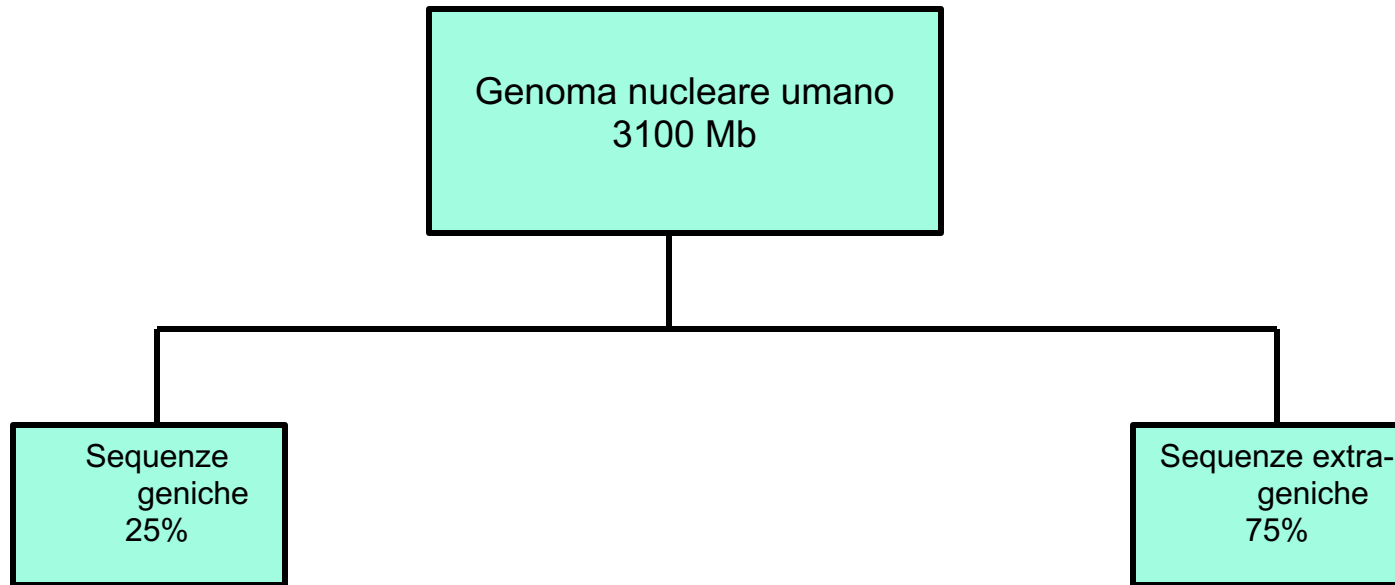 Genoma nucleare umano
3100 Mb
Sequenze
geniche
25%
Sequenze extra-
geniche
75%